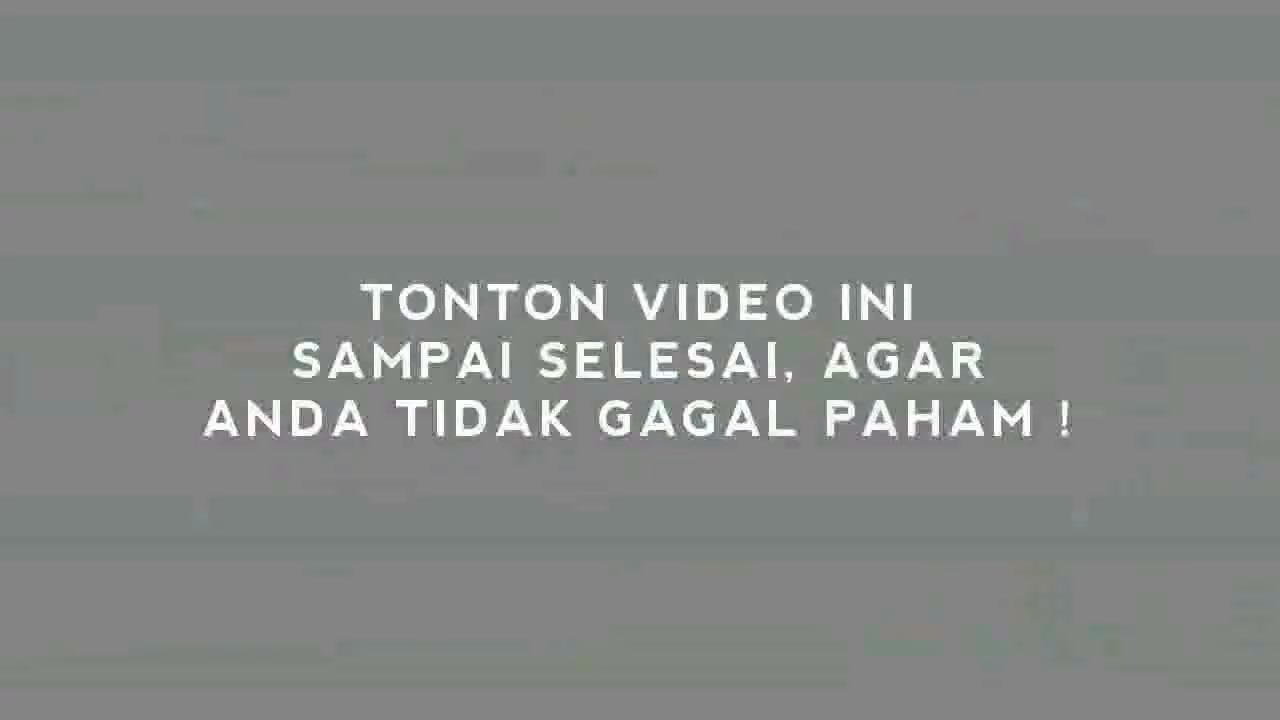 TONTON VIDEO INI
SAMPAI SELESAI, AGAR
ANDA TIDAK GAGAL PAHAM !